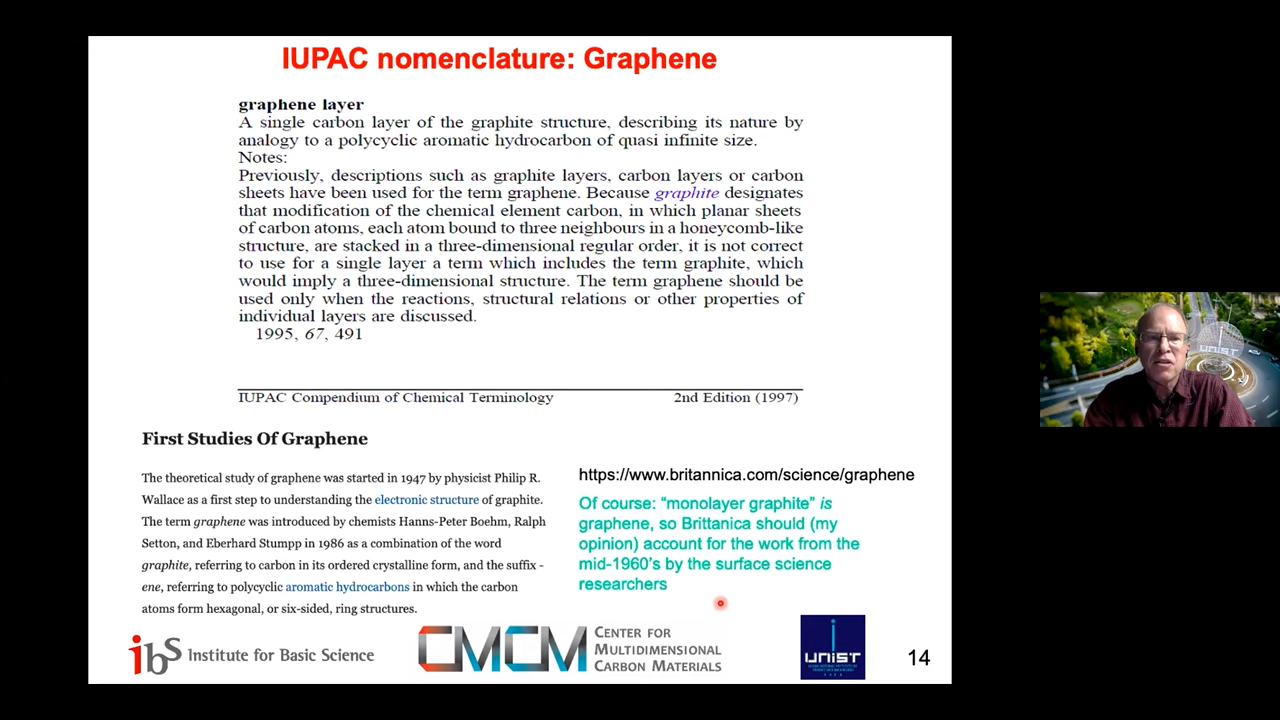 IUPAC nomenclature: Graphene
graphene layer
A single carbon layer of the graphite structure, describing its nature by
analogy to a polycyclic aromatic hydrocarbon of quasi infinite size.
Notes:
Previously, descriptions such as graphite layers, carbon layers or carbon
sheets have been used for the term graphene. Because graphite designates
that modification of the chemical element carbon, in which planar sheets
of carbon atoms, each atom bound to three neighbours in a honeycomb-like
structure, are stacked in a three-dimensional regular order, it is not correct
to use for a single layer a term which includes the term graphite, which
would imply a three-dimensional structure. The term graphene should be
used only when the reactions, structural relations or other properties of
individual layers are discussed.
1995, 67, 491
IUPAC Compendium of Chemical Terminology 2nd Edition (1997)
First Studies Of Graphene
The theoretical study of graphene was started in 1947 by physicist Philip R.
Wallace as a first step to understanding the electronic structure of graphite.
The term graphene was introduced by chemists Hanns-Peter Boehm, Ralph
Setton, and Eberhard Stumpp in 1986 as a combination of the word
graphite, referring to carbon in its ordered crystalline form, and the suffix -
ene, referring to polycyclic aromatic hydrocarbons in which the carbon
atoms form hexagonal, or six-sided, ring structures.
https://www.britannica.com/science/graphene
Of course: “monolayer graphite” is
graphene, so Brittanica should (my
opinion) account for the work from the
mid-1960’s by the surface science
researchers
ibS Institute for Basic Science
CMCM
CENTER FOR
MULTIDIMENSIONAL
CARBON MATERIALS
UNIST
14
UNIST